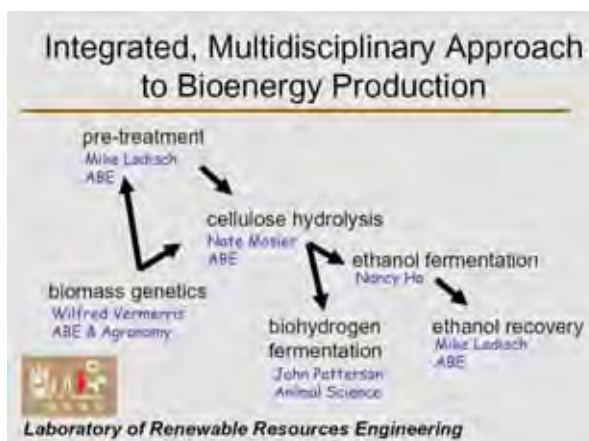 Integrated, Multidisciplinary Approach
to Bioenergy Production
pre-treatment
Mike Ladisch
ABE
cellulose hydrolysis
Nate Mosier
ABE
ethanol fermentation
Nancy Ho
biomass genetics
Wilfred Vermerris
ABE & Agronomy
biohydrogen
fermentation
John Patterson
Animal Science
ethanol recovery
Mike Ladisch
ABE
Laboratory of Renewable Resources Engineering